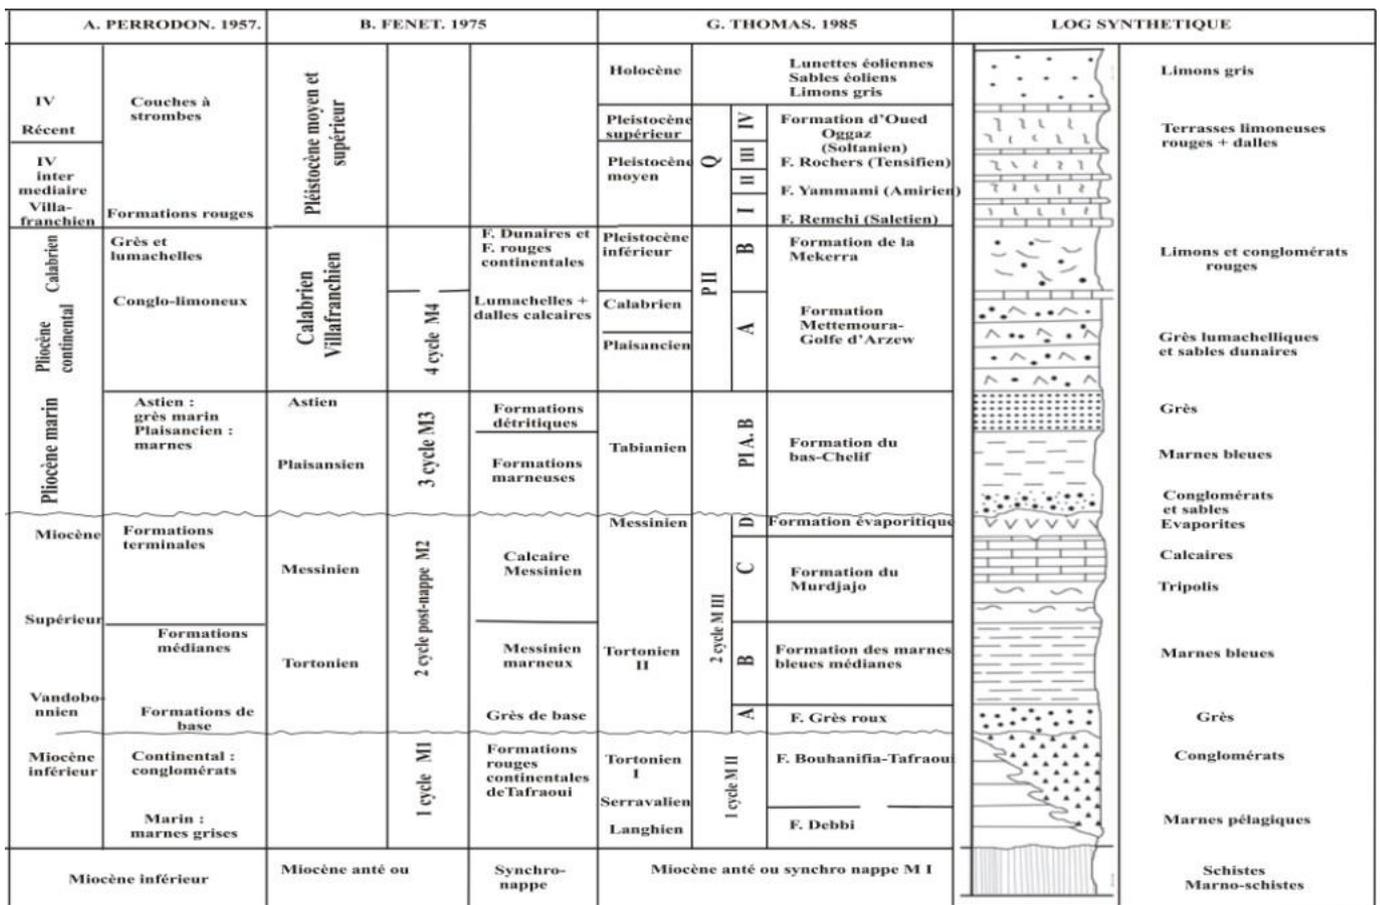 A. PERRODON. 1957.
B. FENET. 1975
G. THOMAS. 1985
LOG SYNTHETIQUE
IV
Récent
IV
inter
mediaire
Villa-
franchien
Calabrien
Pliocène
continental
Pliocène marin
Miocène
Supérieur
Vandobo-
nnien
Miocène
inférieur
Couches à
strombes
Formations rouges
Grès et
lumachelles
Conglo-limoneux
Astien :
grès marin
Plaisancien :
marnes
Formations
terminales
Formations
médianes
Formations de
base
Continental :
conglomérats
Marin :
marnes grises
Miocène inférieur
Pléistocène moyen et
supérieur
Calabrien
Villafranchien
Astien
Plaisansien
Messinien
Tortonien
Miocène anté ou
4 cycle M4
3 cycle M3
2 cycle post-nappe M2
1 cycle M1
F. Dunaires et
F. rouges
continentales
Lumachelles +
dalles calcaires
Formations
détritiques
Formations
marneuses
Calcaire
Messinien
Messinien
marneux
Grès de base
Formations
rouges
continentales
deTafraoui
Synchro-
nappe
Holocène
Pleistocène
supérieur
Pleistocène
moyen
Pleistocène
inférieur
Calabrien
Plaisancien
Tabianien
Messinien
Tortonien
II
Tortonien
I
Serravalien
Langhien
Miocène anté ou synchro nappe M I
Q
P II
PI A. B
2 cycle M III
1 cycle M II
IV
III
II
I
B
A
D
C
B
A
Lunettes éoliennes
Sables éoliens
Limons gris
Formation d'Oued
Oggaz
(Soltanien)
F. Rochers (Tensifien)
F. Yammami (Amirien)
F. Remchi (Saletien)
Formation de la
Mekerra
Formation
Mettemoura-
Golfe d'Arzew
Formation du
bas-Chelif
Formation évaporitique
Formation du
Murdjajo
Formation des marnes
bleues médianes
F. Grès roux
F. Bouhanifia-Tafraoui
F. Debbi
Limons gris
Terrasses limoneuses
rouges + dalles
Limons et conglomérats
rouges
Grès lumachelliques
et sables dunaires
Grès
Marnes bleues
Conglomérats
et sables
Evaporites
Calcaires
Tripolis
Marnes bleues
Grès
Conglomérats
Marnes pélagiques
Schistes
Marno-schistes